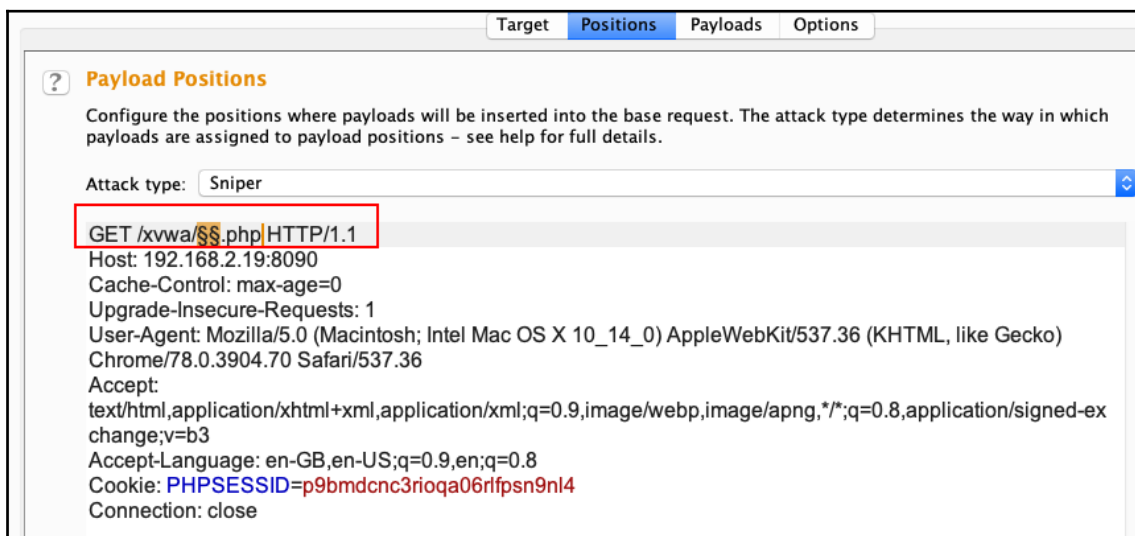 Target Positions Payloads Options
? Payload Positions
Configure the positions where payloads will be inserted into the base request. The attack type determines the way in which
payloads are assigned to payload positions – see help for full details.
Attack type: Sniper
GET /xvwa/§§.php HTTP/1.1
Host: 192.168.2.19:8090
Cache-Control: max-age=0
Upgrade-Insecure-Requests: 1
User-Agent: Mozilla/5.0 (Macintosh; Intel Mac OS X 10_14_0) AppleWebKit/537.36 (KHTML, like Gecko)
Chrome/78.0.3904.70 Safari/537.36
Accept:
text/html,application/xhtml+xml,application/xml;q=0.9,image/webp,image/apng,*/*;q=0.8,application/signed-ex
change;v=b3
Accept-Language: en-GB,en-US;q=0.9,en;q=0.8
Cookie: PHPSESSID=p9bmdcnc3rioqa06rlfpsn9nl4
Connection: close